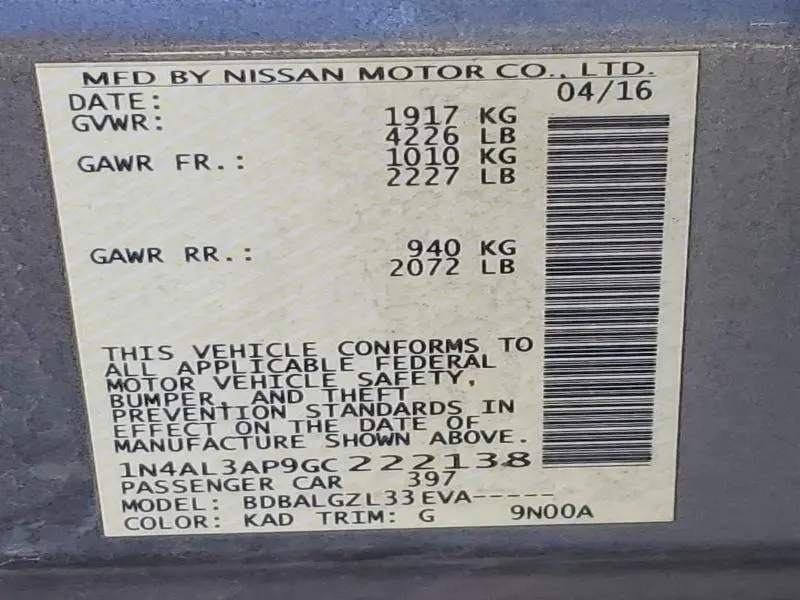 MFD BY NISSAN MOTOR CO., LTD.
DATE: 04/16
GVWR: 1917 KG
4226 LB
GAWR FR.: 1010 KG
2227 LB
GAWR RR.: 940 KG
2072 LB
THIS VEHICLE CONFORMS TO
ALL APPLICABLE FEDERAL
MOTOR VEHICLE SAFETY,
BUMPER, AND THEFT
PREVENTION STANDARDS IN
EFFECT ON THE DATE OF
MANUFACTURE SHOWN ABOVE.
1N4AL3AP9GC222138
PASSENGER CAR 397
MODEL: BDBALGZL33EVA-----
COLOR: KAD TRIM: G 9N00A